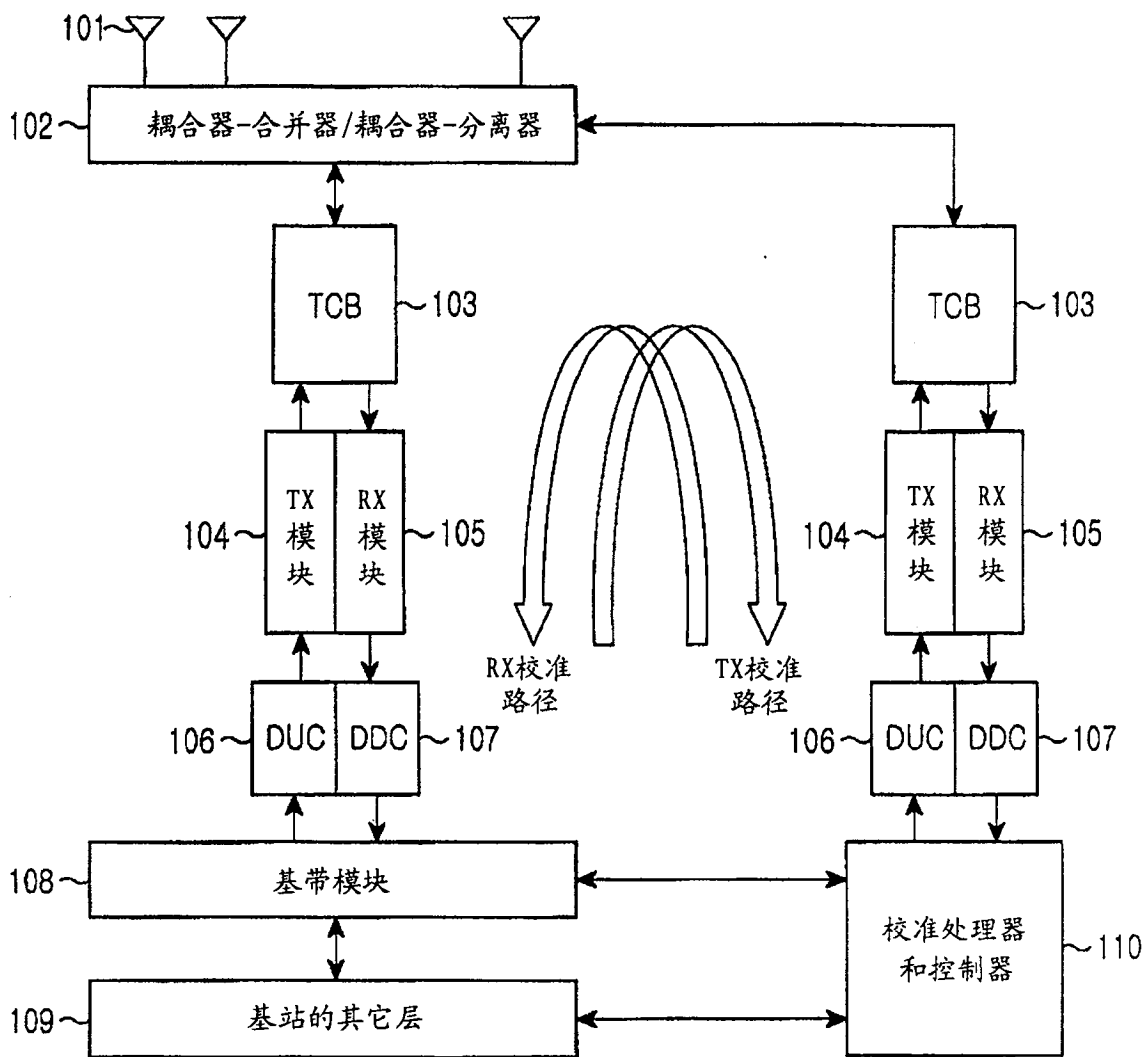 101
102
耦合器-合并器/耦合器-分离器
TCB
103
TCB
103
104
TX
模
块
RX
模
块
105
104
TX
模
块
RX
模
块
105
RX校准
路径
TX校准
路径
106
DUC
DDC
107
106
DUC
DDC
107
108
基带模块
校准处理器
和控制器
110
109
基站的其它层